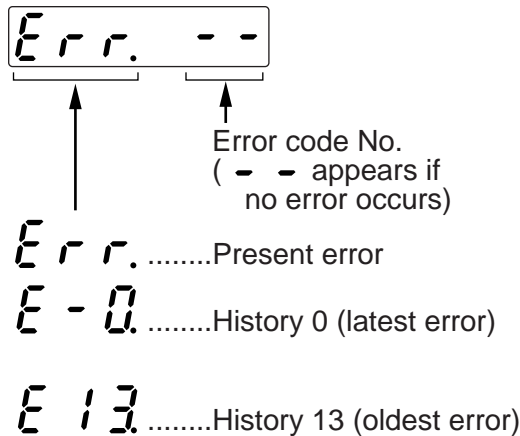 Err. --
Error code No.
( - - appears if
no error occurs)
Err. ........Present error
E-0. ........History 0 (latest error)
E 13. ........History 13 (oldest error)